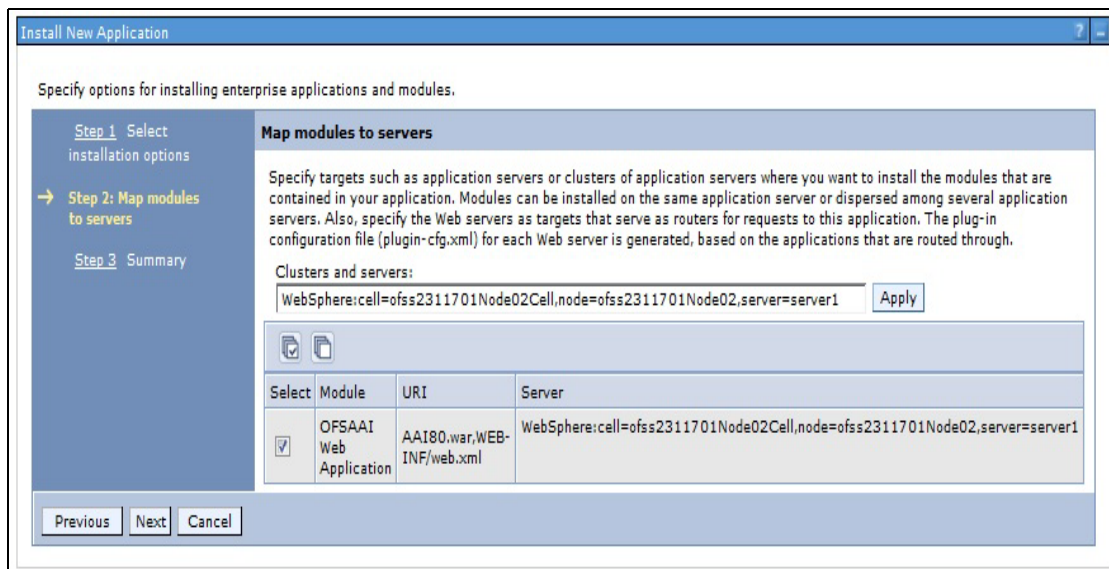 Install New Application
?
Specify options for installing enterprise applications and modules.
Step 1 Select
installation options
Step 2: Map modules
to servers
Step 3 Summary
Map modules to servers
Specify targets such as application servers or clusters of application servers where you want to install the modules that are
contained in your application. Modules can be installed on the same application server or dispersed among several application
servers. Also, specify the Web servers as targets that serve as routers for requests to this application. The plug-in
configuration file (plugin-cfg.xml) for each Web server is generated, based on the applications that are routed through.
Clusters and servers:
WebSphere:cell=ofss2311701Node02Cell,node=ofss2311701Node02,server=server1
Apply
Select Module URI Server
OFSAAI
Web
Application
AAI80.war,WEB-
INF/web.xml
WebSphere:cell=ofss2311701Node02Cell,node=ofss2311701Node02,server=server1
Previous Next Cancel